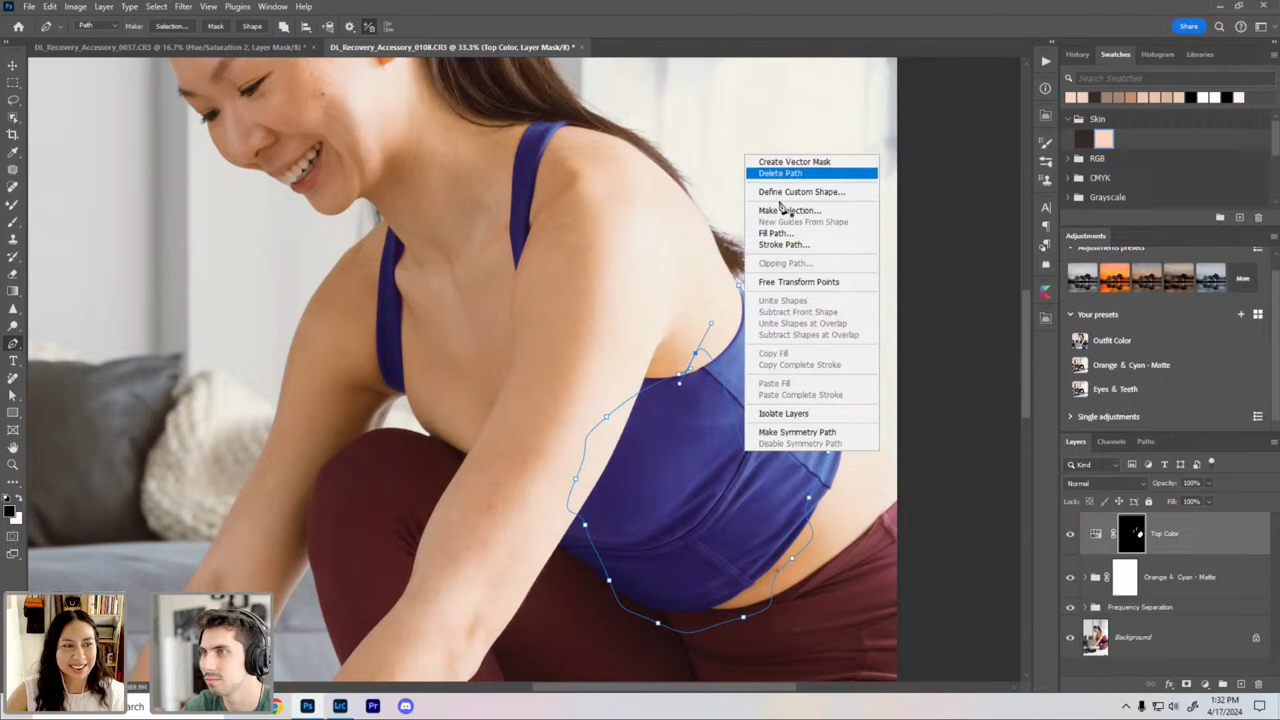 File Edit Image Layer Type Select Filter View Plugins Window Help
Path Make: Selection... Mask Shape Share
DL_Recovery_Accessory_0037.CR3 @ 16.7% (Hue/Saturation 2, Layer Mask/8) * × DL_Recovery_Accessory_0108.CR3 @ 33.3% (Top Color, Layer Mask/8) * ×
History Swatches Histogram Libraries
Search Swatches
Skin
RGB
CMYK
Grayscale
Create Vector Mask
Delete Path
Define Custom Shape...
Make Selection...
New Guides From Shape
Fill Path...
Stroke Path...
Clipping Path...
Free Transform Points
Unite Shapes
Subtract Front Shape
Unite Shapes at Overlap
Subtract Shapes at Overlap
Copy Fill
Copy Complete Stroke
Paste Fill
Paste Complete Stroke
Isolate Layers
Make Symmetry Path
Disable Symmetry Path
Adjustments
Adjustments presets
More
Your presets
Outfit Color
Orange & Cyan - Matte
Eyes & Teeth
Single adjustments
Layers Channels Paths
Kind
Normal Opacity: 100%
Lock: Fill: 100%
Top Color
Orange & Cyan - Matte
Frequency Separation
Background
Ps Lrc Pr
1:32 PM
4/17/2024